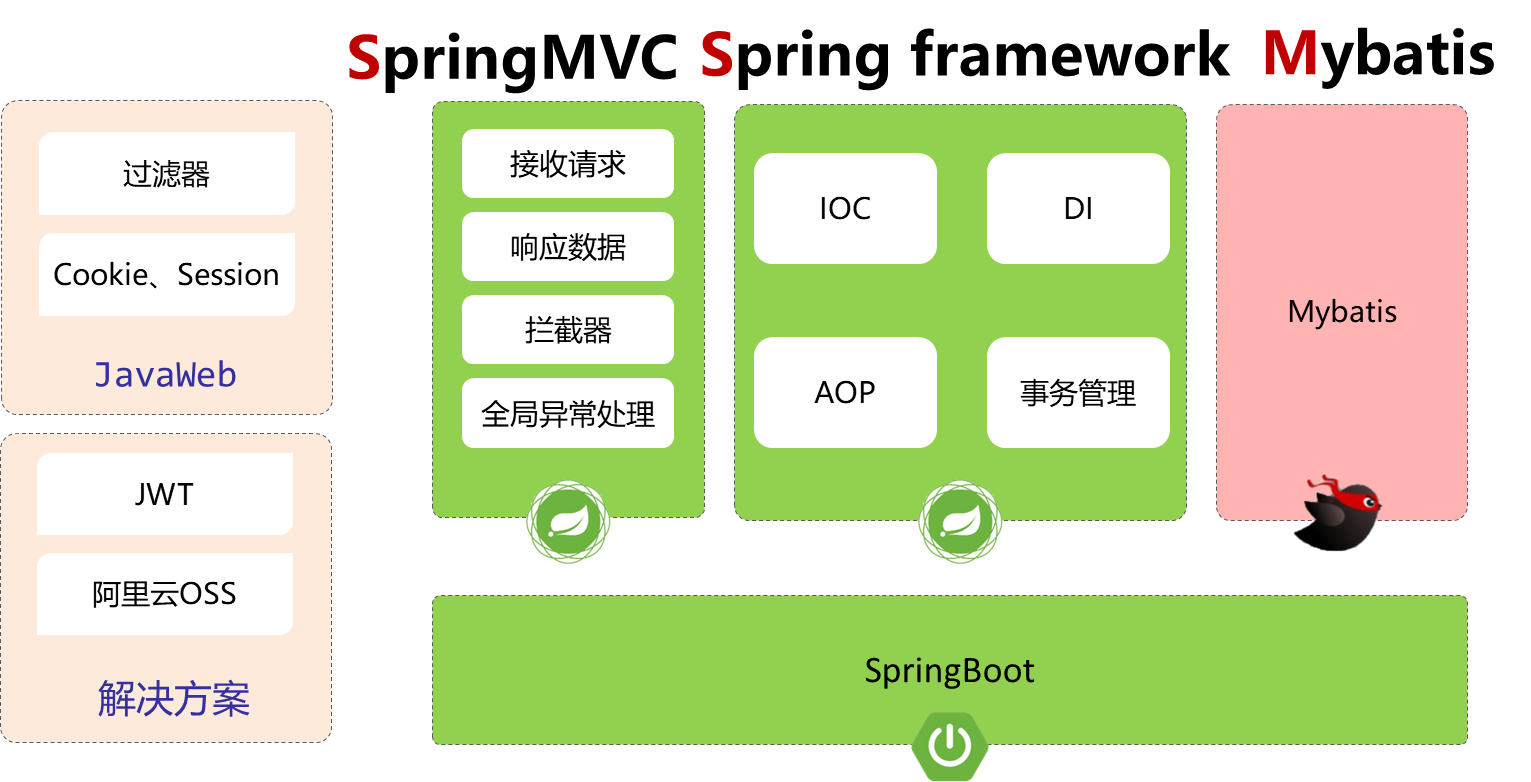 SpringMVC Spring framework Mybatis
过滤器
Cookie、Session
JavaWeb
JWT
阿里云OSS
解决方案
接收请求
响应数据
拦截器
全局异常处理
IOC
DI
AOP
事务管理
Mybatis
SpringBoot